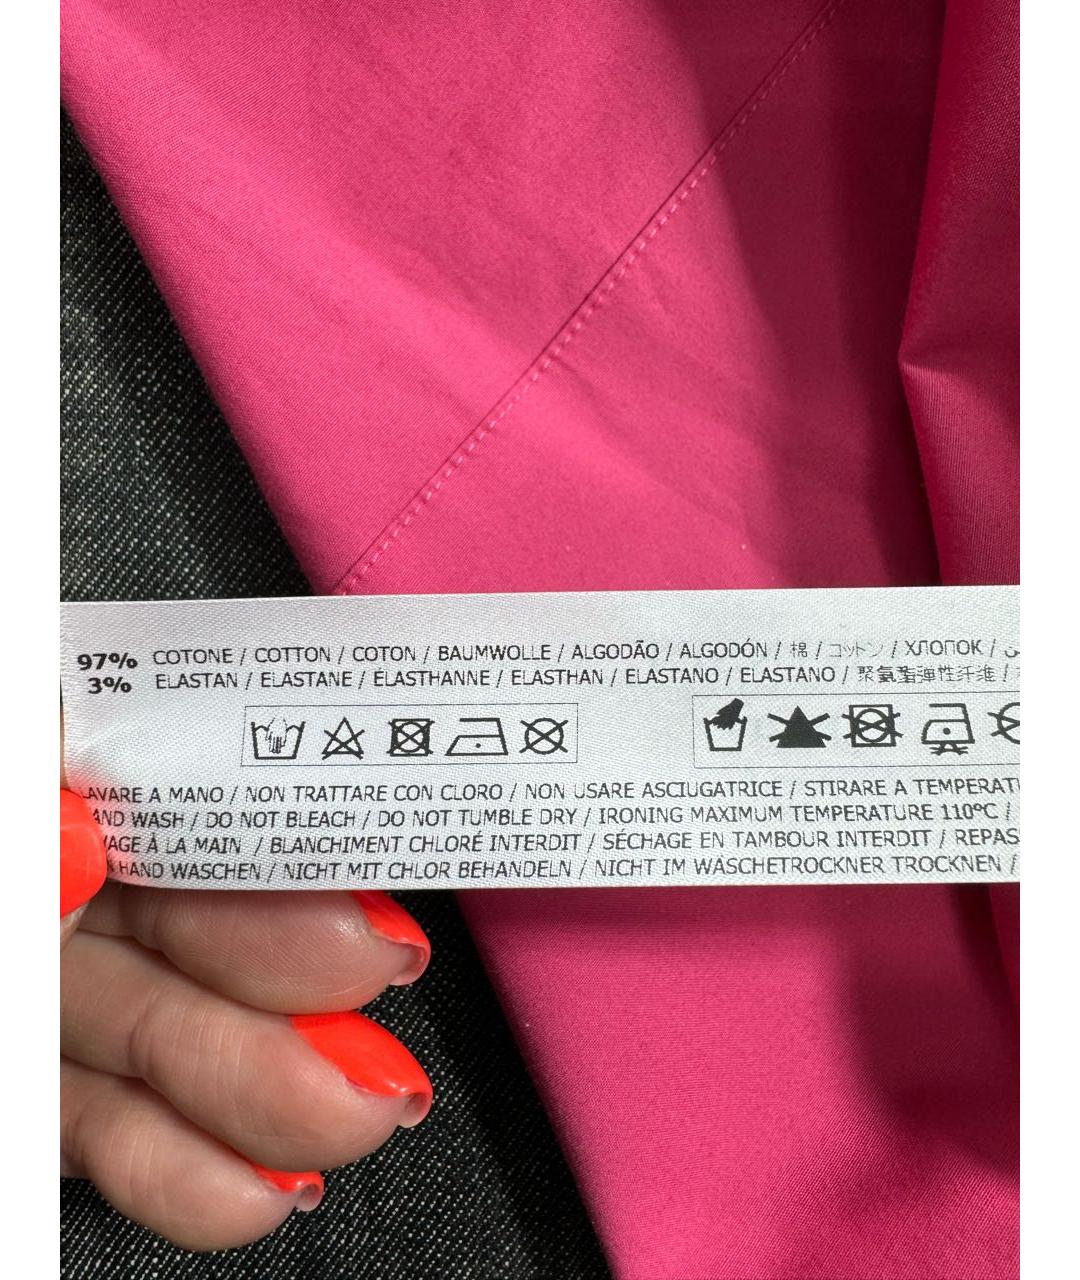 97% COTONE / COTTON / COTON / BAUMWOLLE / ALGODÃO / ALGODÓN / 棉 / コットン / ХЛОПОК /
3% ELASTAN / ELASTANE / ÉLASTHANNE / ELASTHAN / ELASTANO / ELASTANO / 聚氨酯弹性纤维 /
LAVARE A MANO / NON TRATTARE CON CLORO / NON USARE ASCIUGATRICE / STIRARE A TEMPERAT
AND WASH / DO NOT BLEACH / DO NOT TUMBLE DRY / IRONING MAXIMUM TEMPERATURE 110°C /
VAGE À LA MAIN / BLANCHIMENT CHLORÉ INTERDIT / SÉCHAGE EN TAMBOUR INTERDIT / REPAS
HAND WASCHEN / NICHT MIT CHLOR BEHANDELN / NICHT IM WÄSCHETROCKNER TROCKNEN /